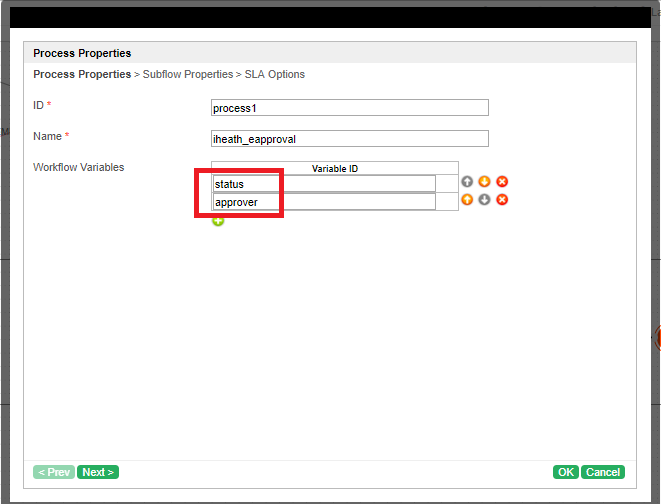 Process Properties
Process Properties > Subflow Properties > SLA Options
ID *
process1
Name *
iheath_eapproval
Workflow Variables
Variable ID
status
approver
< Prev
Next >
OK
Cancel